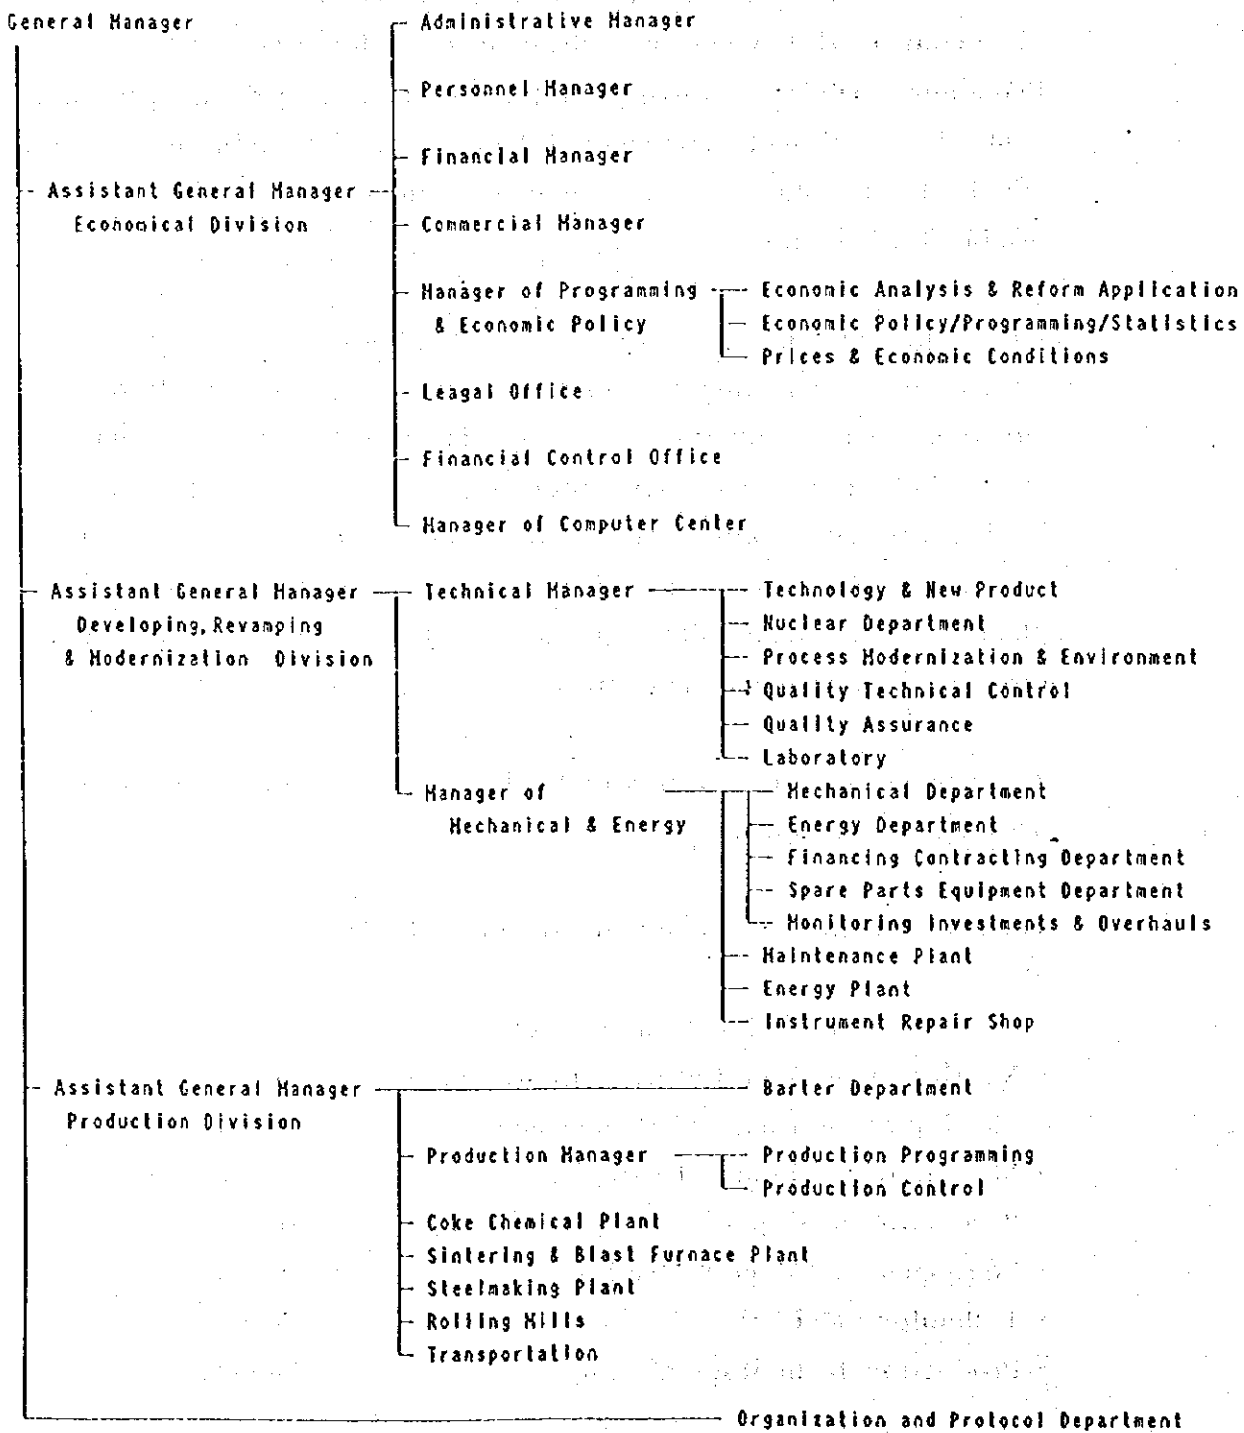 General Manager
Administrative Manager
Personnel Manager
Financial Manager
Assistant General Manager
Economical Division
Commercial Manager
Manager of Programming
& Economic Policy
Economic Analysis & Reform Application
Economic Policy/Programming/Statistics
Prices & Economic Conditions
Leagal Office
Financial Control Office
Manager of Computer Center
Assistant General Manager
Developing, Revamping
& Modernization Division
Technical Manager
Technology & New Product
Nuclear Department
Process Modernization & Environment
Quality Technical Control
Quality Assurance
Laboratory
Manager of
Mechanical & Energy
Mechanical Department
Energy Department
Financing Contracting Department
Spare Parts Equipment Department
Monitoring Investments & Overhauls
Maintenance Plant
Energy Plant
Instrument Repair Shop
Assistant General Manager
Production Division
Barter Department
Production Manager
Production Programming
Production Control
Coke Chemical Plant
Sintering & Blast Furnace Plant
Steelmaking Plant
Rolling Mills
Transportation
Organization and Protocol Department